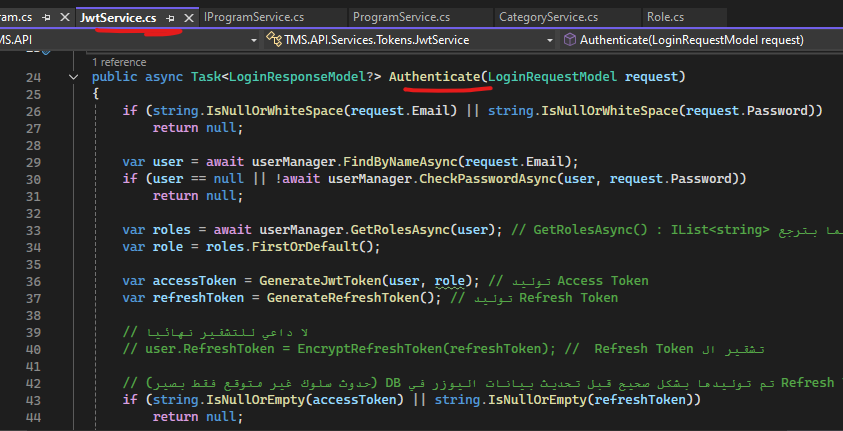 ram.cs JwtService.cs IProgramService.cs ProgramService.cs CategoryService.cs Role.cs
MS.API TMS.API.Services.Tokens.JwtService Authenticate(LoginRequestModel request)
1 reference
24 public async Task<LoginResponseModel?> Authenticate(LoginRequestModel request)
25 {
26 if (string.IsNullOrWhiteSpace(request.Email) || string.IsNullOrWhiteSpace(request.Password))
27 return null;
28
29 var user = await userManager.FindByNameAsync(request.Email);
30 if (user == null || !await userManager.CheckPasswordAsync(user, request.Password))
31 return null;
32
33 var roles = await userManager.GetRolesAsync(user); // GetRolesAsync() : IList<string> بترجع
34 var role = roles.FirstOrDefault();
35
36 var accessToken = GenerateJwtToken(user, role); // توليد Access Token
37 var refreshToken = GenerateRefreshToken(); // توليد Refresh Token
38
39 // لا داعي للتشفير نهائيا
40 // user.RefreshToken = EncryptRefreshToken(refreshToken); // Refresh Token تشفير ال
41
42 // (حدوث سلوك غير متوقع فقط بصير) DB تم توليدها بشكل صحيح قبل تحديث بيانات اليوزر في Refresh
43 if (string.IsNullOrEmpty(accessToken) || string.IsNullOrEmpty(refreshToken))
44 return null;